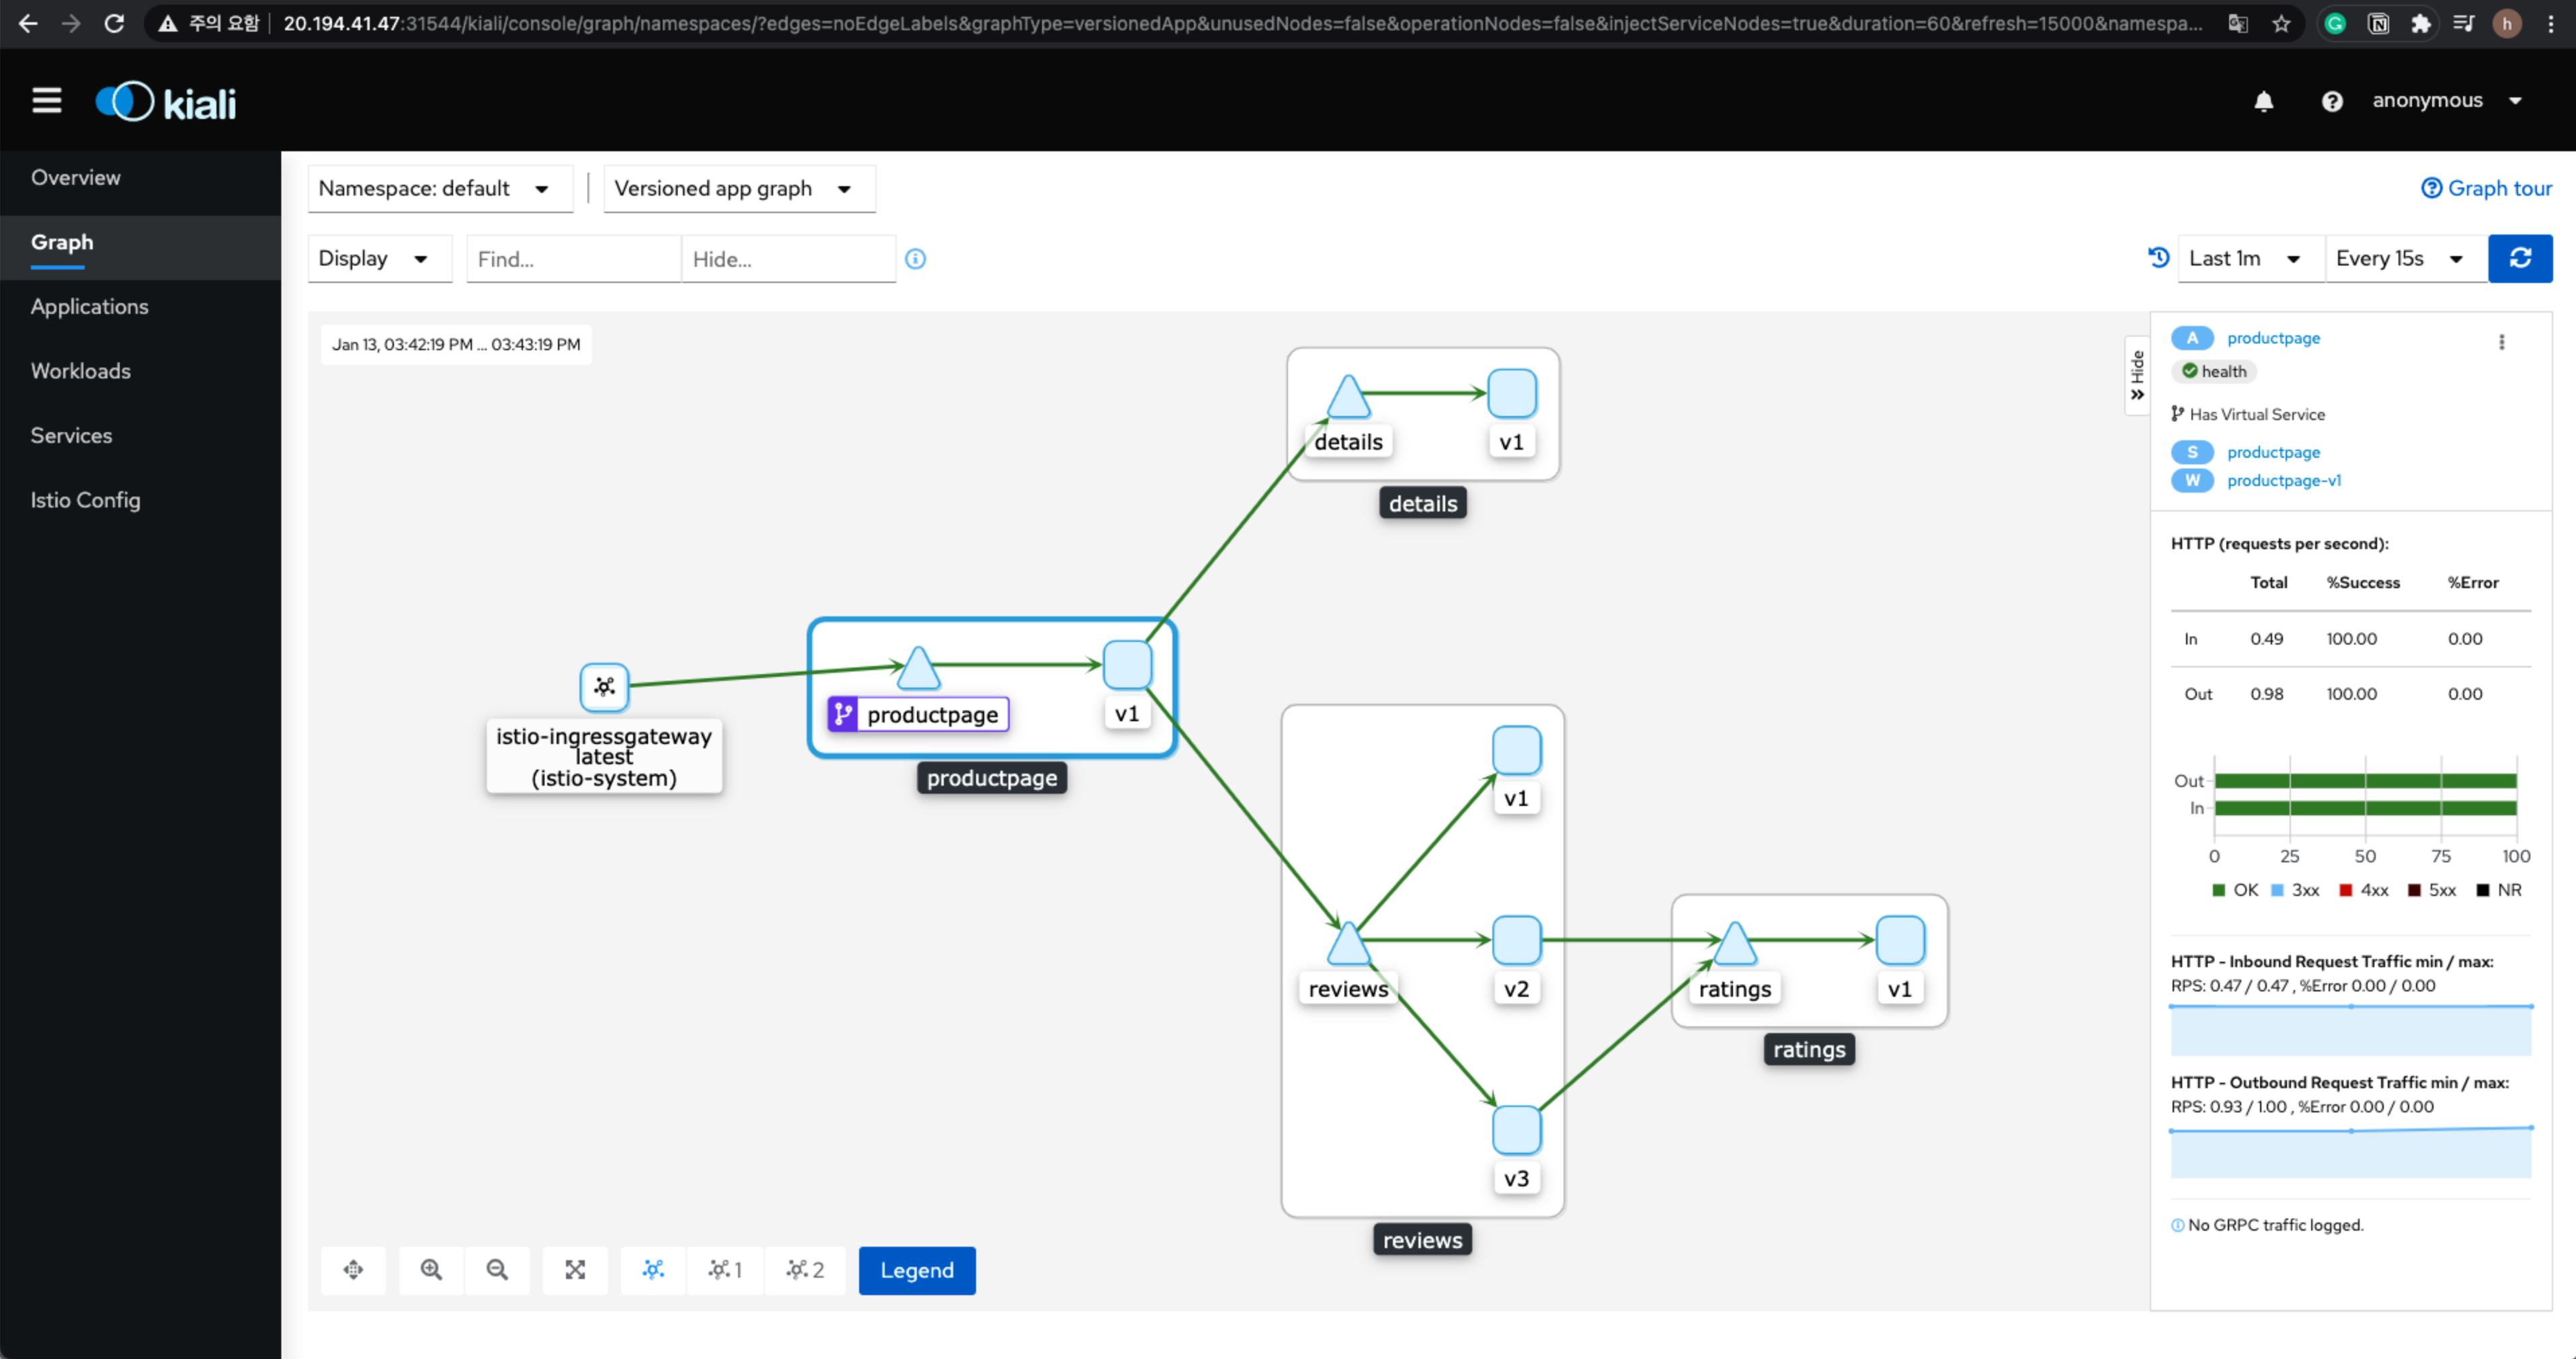 주의 요함 20.194.41.47:31544/kiali/console/graph/namespaces/?edges=noEdgeLabels&graphType=versionedApp&unusedNodes=false&operationNodes=false&injectServiceNodes=true&duration=60&refresh=15000&namespa... h
kiali
anonymous
Overview
Graph
Applications
Workloads
Services
Istio Config
Namespace: default
Versioned app graph
Graph tour
Display
Find...
Hide...
Last 1m
Every 15s
Jan 13, 03:42:19 PM ... 03:43:19 PM
details
v1
details
productpage
v1
productpage
istio-ingressgateway
latest
(istio-system)
v1
reviews
v2
v3
reviews
ratings
v1
ratings
1
2
Legend
Hide
A productpage
health
Has Virtual Service
S productpage
W productpage-v1
HTTP (requests per second):
Total %Success %Error
In 0.49 100.00 0.00
Out 0.98 100.00 0.00
Out
In
0 25 50 75 100
OK 3xx 4xx 5xx NR
HTTP - Inbound Request Traffic min / max:
RPS: 0.47 / 0.47 , %Error 0.00 / 0.00
HTTP - Outbound Request Traffic min / max:
RPS: 0.93 / 1.00 , %Error 0.00 / 0.00
No GRPC traffic logged.